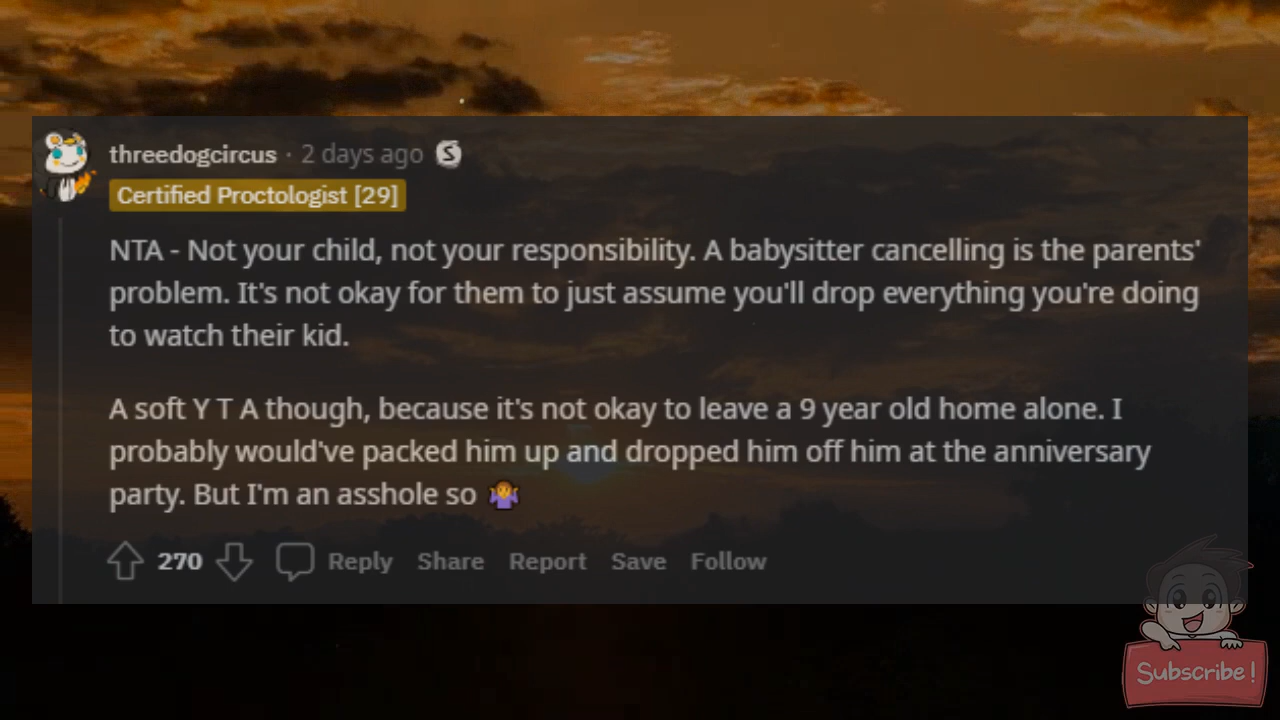 threedogcircus · 2 days ago
Certified Proctologist [29]
NTA - Not your child, not your responsibility. A babysitter cancelling is the parents'
problem. It's not okay for them to just assume you'll drop everything you're doing
to watch their kid.
A soft Y T A though, because it's not okay to leave a 9 year old home alone. I
probably would've packed him up and dropped him off him at the anniversary
party. But I'm an asshole so 🤷
270 Reply Share Report Save Follow
Subscribe!